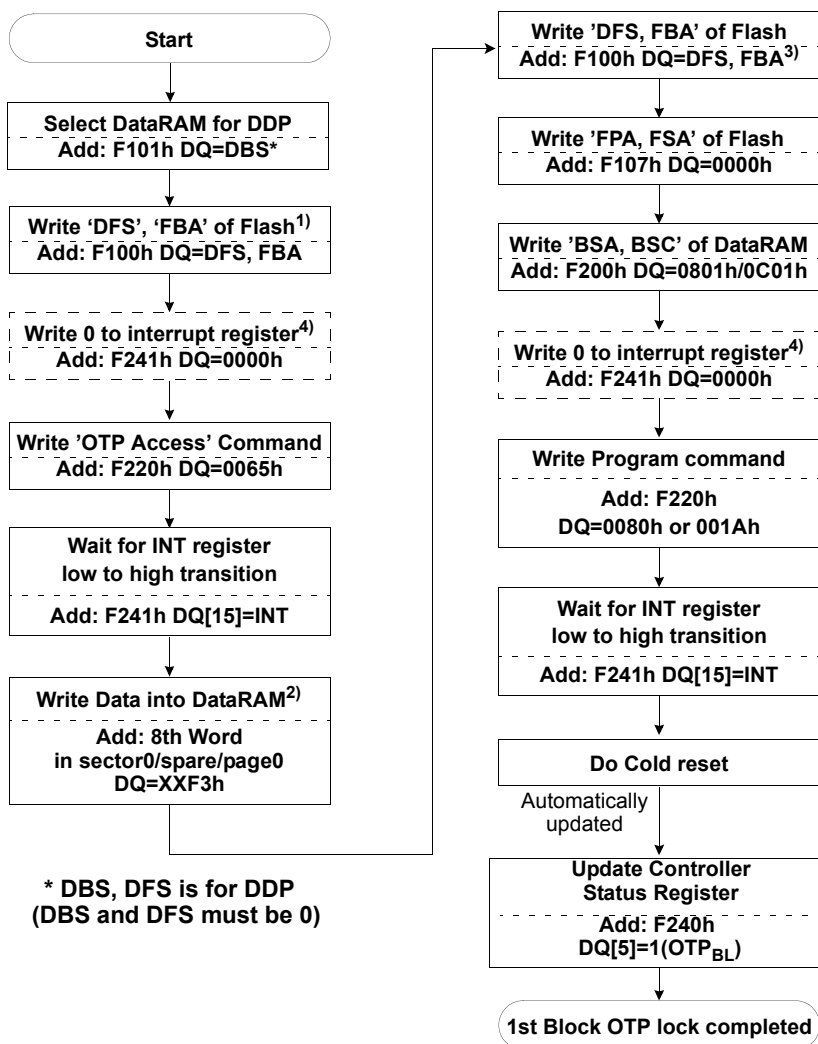 Start
Select DataRAM for DDP
Add: F101h DQ=DBS*
Write ‘DFS’, ‘FBA’ of Flash1)
Add: F100h DQ=DFS, FBA
Write 0 to interrupt register4)
Add: F241h DQ=0000h
Write ’OTP Access’ Command
Add: F220h DQ=0065h
Wait for INT register
low to high transition
Add: F241h DQ[15]=INT
Write Data into DataRAM2)
Add: 8th Word
in sector0/spare/page0
DQ=XXF3h
* DBS, DFS is for DDP
(DBS and DFS must be 0)
Write ’DFS, FBA’ of Flash
Add: F100h DQ=DFS, FBA3)
Write ’FPA, FSA’ of Flash
Add: F107h DQ=0000h
Write ’BSA, BSC’ of DataRAM
Add: F200h DQ=0801h/0C01h
Write 0 to interrupt register4)
Add: F241h DQ=0000h
Write Program command
Add: F220h
DQ=0080h or 001Ah
Wait for INT register
low to high transition
Add: F241h DQ[15]=INT
Do Cold reset
Automatically
updated
Update Controller
Status Register
Add: F240h
DQ[5]=1(OTPBL)
1st Block OTP lock completed